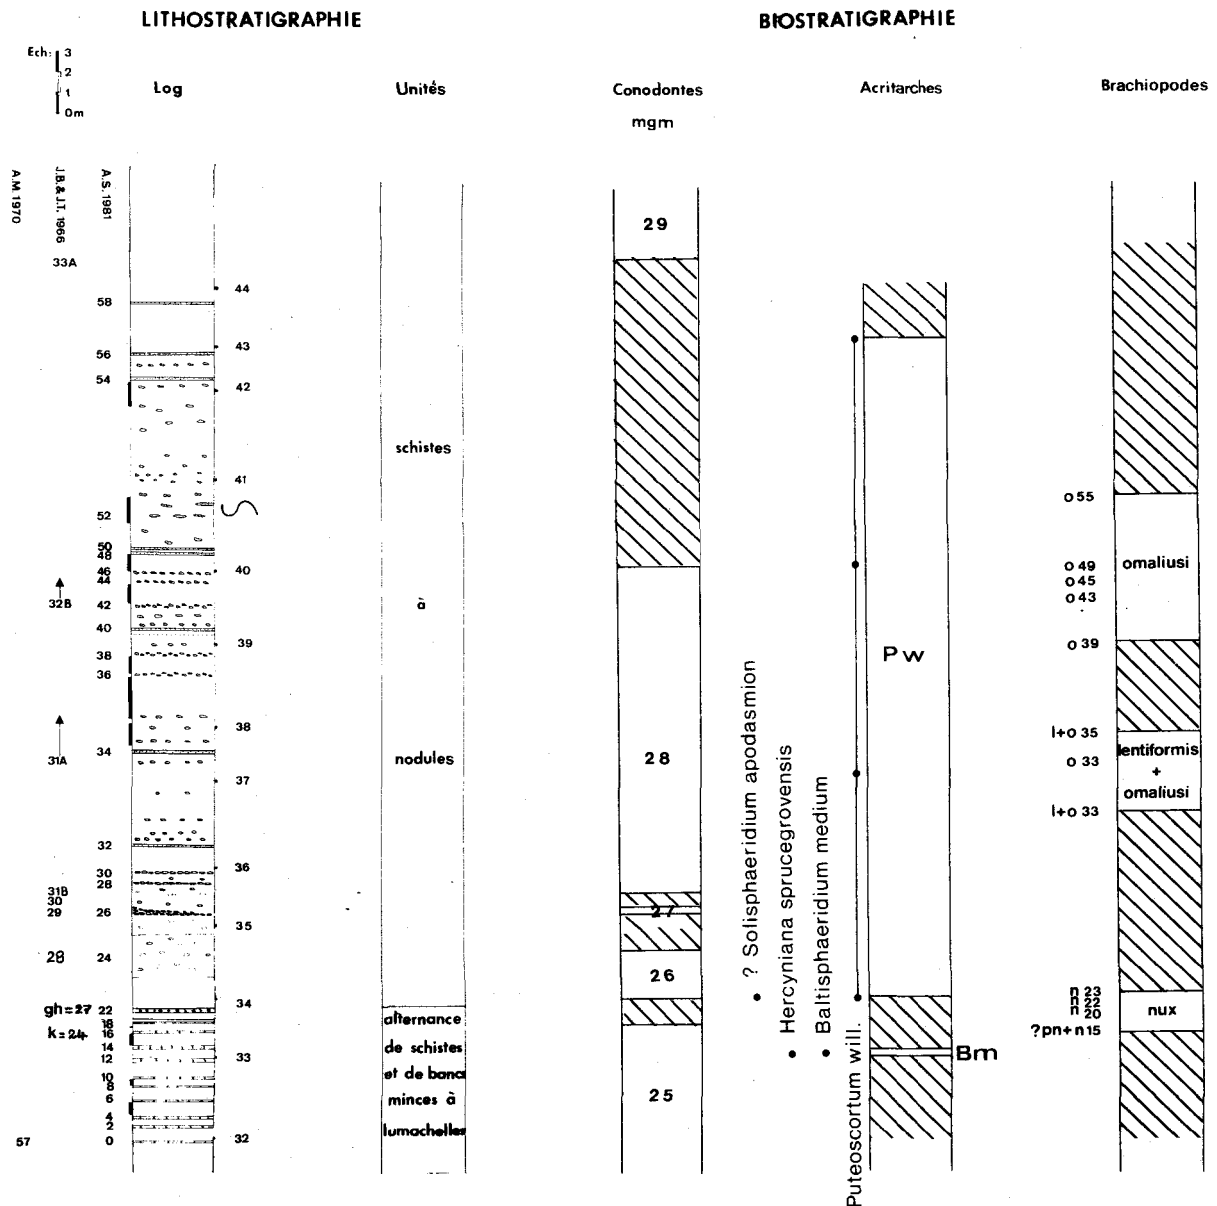 LITHOSTRATIGRAPHIE
BIOSTRATIGRAPHIE
Ech: 3
2
1
0m
Log
Unités
Conodontes
mgm
Acritarches
Brachiopodes
A.M. 1970
J.B. & J.T. 1966
A.S. 1981
33A
32B
31A
31B
30
29
28
gh=27
k=24
57
58
56
54
52
50
48
46
44
42
40
38
36
34
32
30
28
26
24
22
18
16
14
12
10
8
6
4
2
0
44
43
42
41
40
39
38
37
36
35
34
33
32
schistes
à
nodules
alternance
de schistes
et de bancs
minces à
lumachelles
29
28
27
26
25
? Solisphaeridium apodasmion
Hercyniana sprucegrovensis
Baltisphaeridium medium
Puteoscortum will.
Pw
Bm
o 55
o 49
o 45
o 43
o 39
l+o 35
o 33
l+o 33
n 23
n 22
n 20
?pn+n 15
omaliusi
lentiformis
+
omaliusi
nux